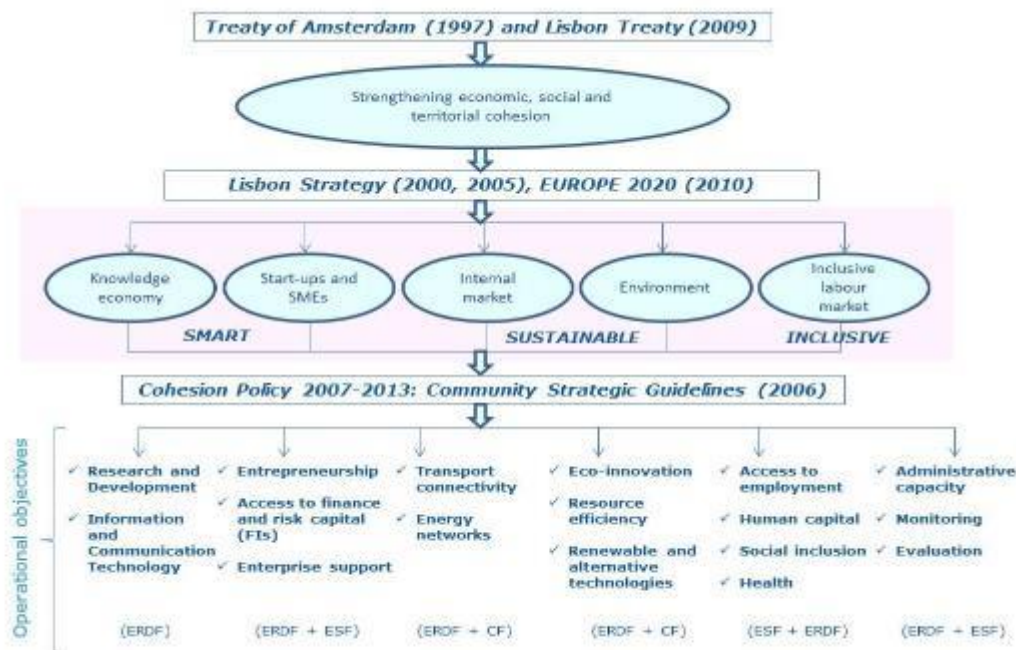 Treaty of Amsterdam (1997) and Lisbon Treaty (2009)
Strengthening economic, social and
territorial cohesion
Lisbon Strategy (2000, 2005), EUROPE 2020 (2010)
Knowledge
economy
Start-ups and
SMEs
Internal
market
Environment
Inclusive
labour
market
SMART
SUSTAINABLE
INCLUSIVE
Cohesion Policy 2007-2013: Community Strategic Guidelines (2006)
Operational objectives
✓ Research and
Development
✓ Information
and
Communication
Technology
(ERDF)
✓ Entrepreneurship
✓ Access to finance
and risk capital
(FIs)
✓ Enterprise support
(ERDF + ESF)
✓ Transport
connectivity
✓ Energy
networks
(ERDF + CF)
✓ Eco-innovation
✓ Resource
efficiency
✓ Renewable and
alternative
technologies
(ERDF + CF)
✓ Access to
employment
✓ Human capital
✓ Social inclusion
✓ Health
(ESF + ERDF)
✓ Administrative
capacity
✓ Monitoring
✓ Evaluation
(ERDF + ESF)